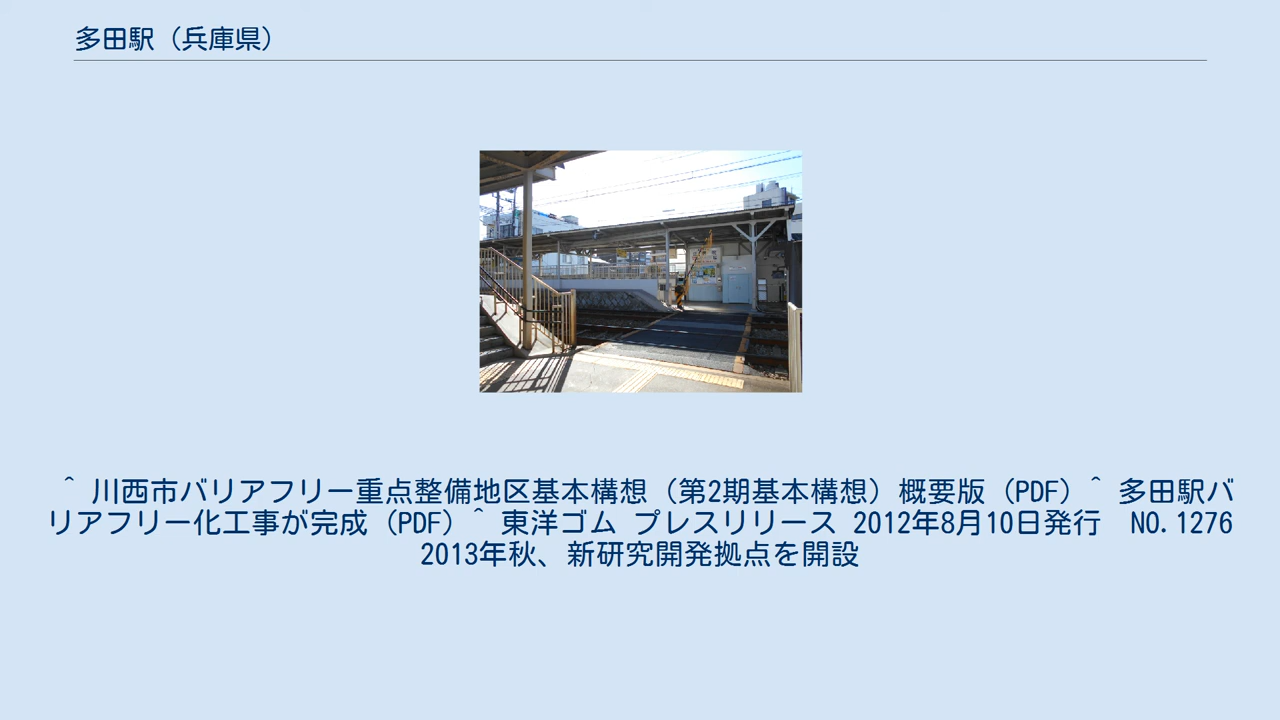 多田駅（兵庫県）
^ 川西市バリアフリー重点整備地区基本構想（第2期基本構想）概要版（PDF）^ 多田駅バ
リアフリー化工事が完成（PDF）^ 東洋ゴム プレスリリース 2012年8月10日発行　NO.1276
2013年秋、新研究開発拠点を開設